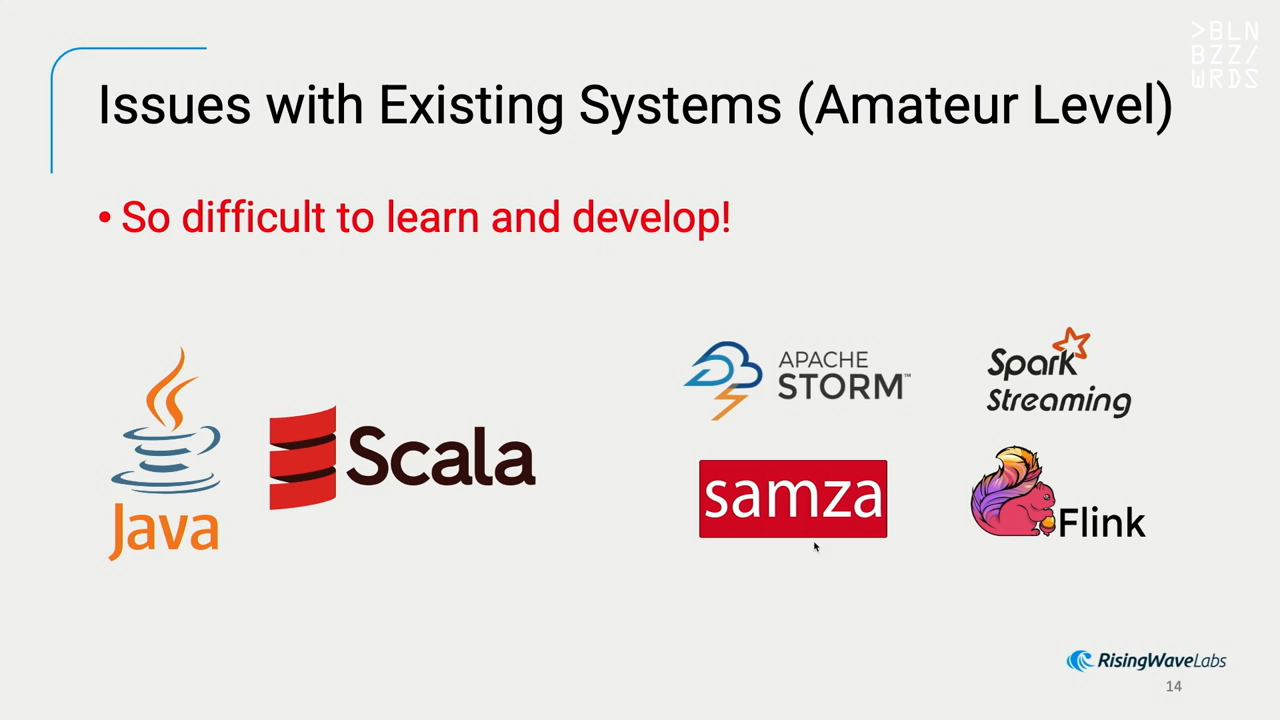 >BLN
BZZ/
WRDS
Issues with Existing Systems (Amateur Level)
• So difficult to learn and develop!
Java
Scala
APACHE
STORM™
Spark
Streaming
samza
Flink
RisingWaveLabs
14